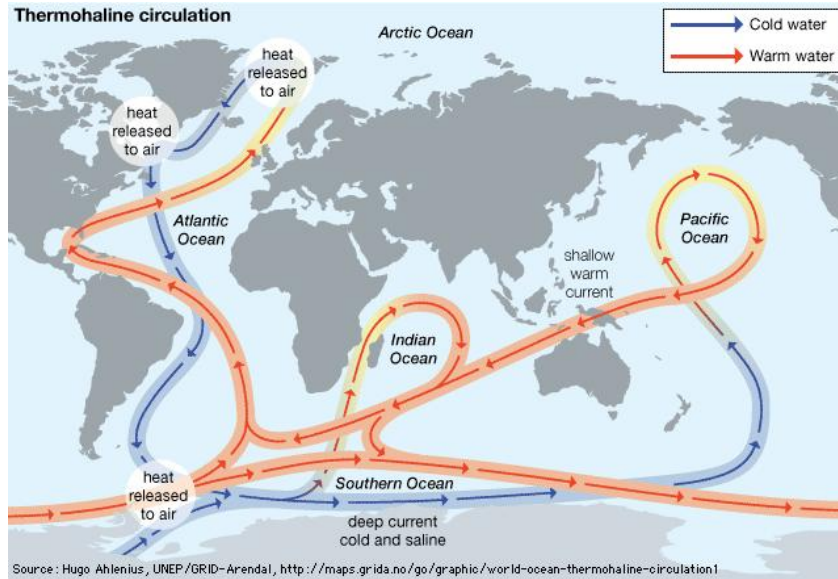 Thermohaline circulation
Arctic Ocean
Cold water
Warm water
heat
released
to air
heat
released
to air
Atlantic
Ocean
Pacific
Ocean
shallow
warm
current
Indian
Ocean
heat
released
to air
Southern Ocean
deep current
cold and saline
Source: Hugo Ahlenius, UNEP/GRID-Arendal, http://maps.grida.no/go/graphic/world-ocean-thermohaline-circulation1